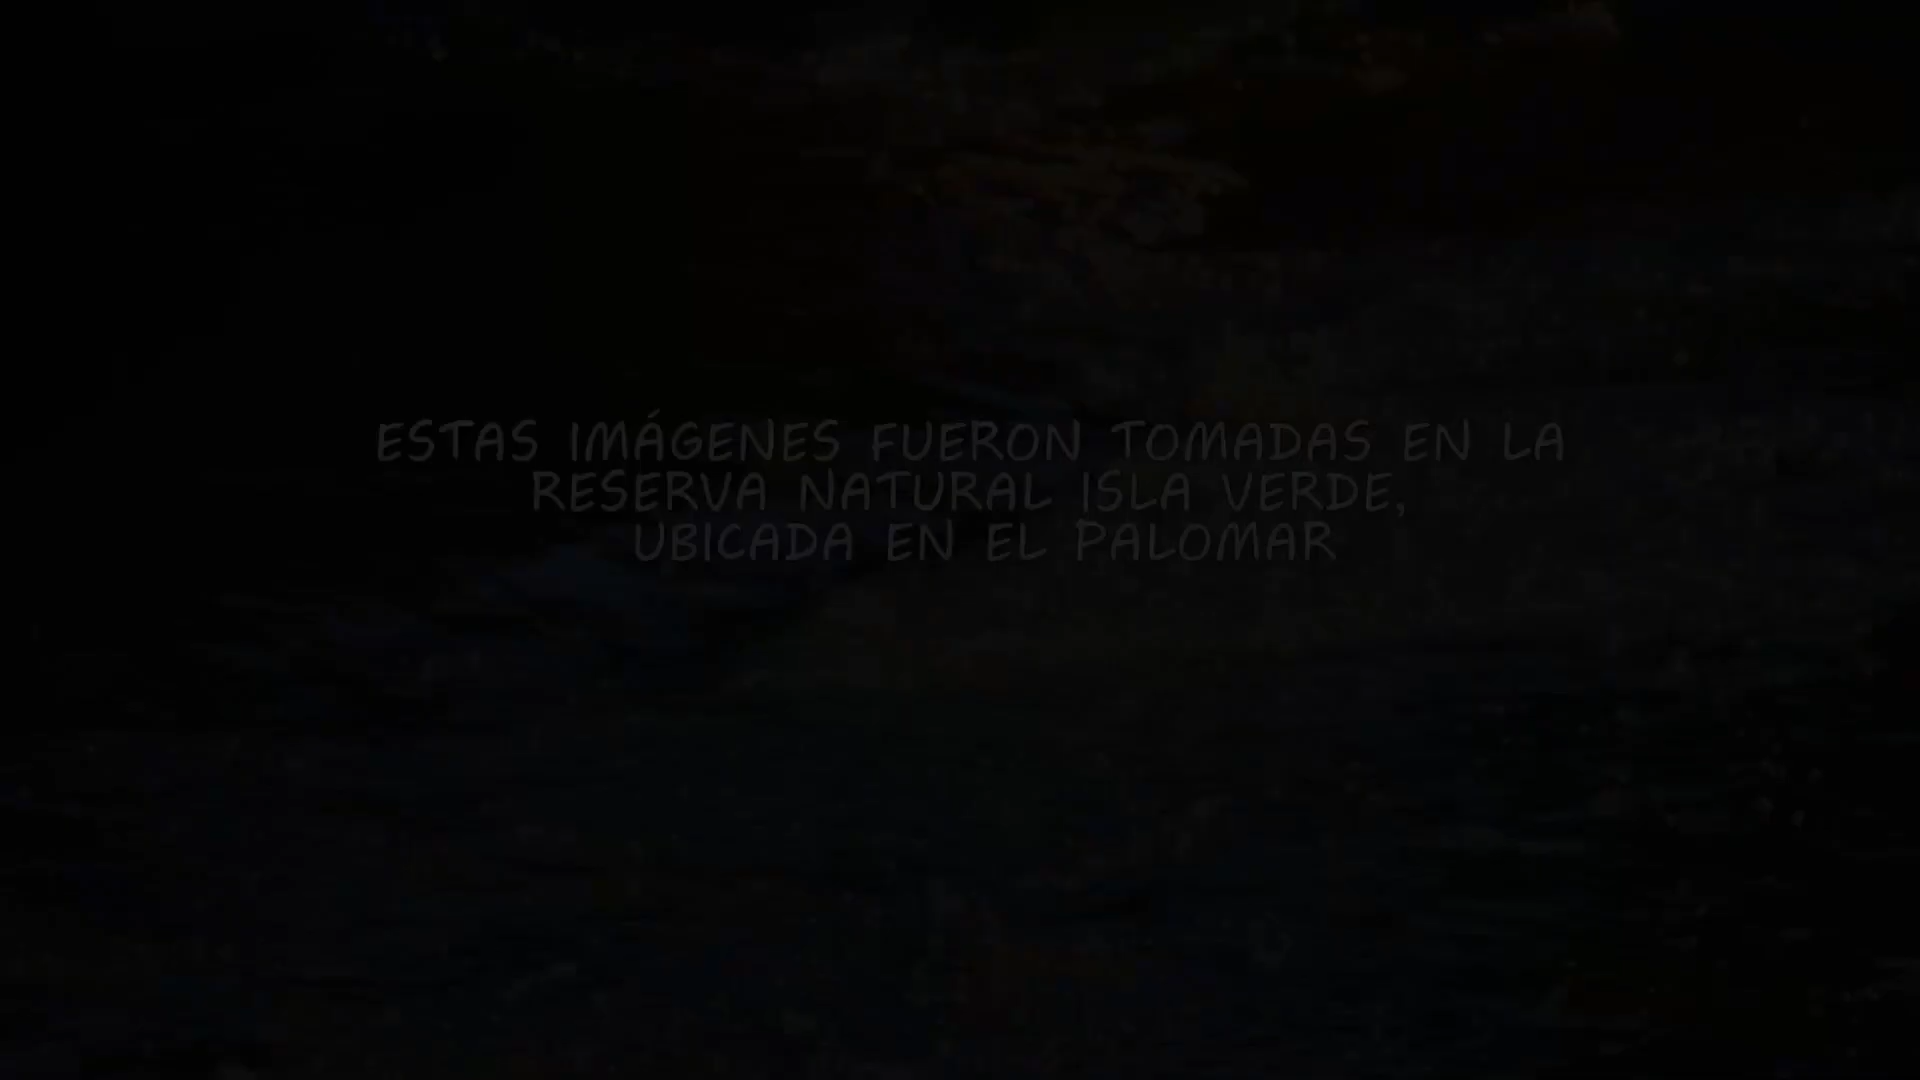 ESTAS IMÁGENES FUERON TOMADAS EN LA
RESERVA NATURAL ISLA VERDE,
UBICADA EN EL PALOMAR